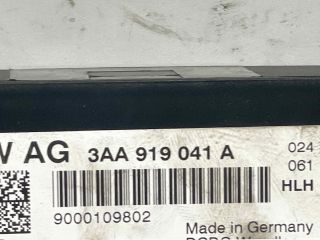 W AG 3AA 919 041 A 024
061
HLH
9000109802
Made in Germany